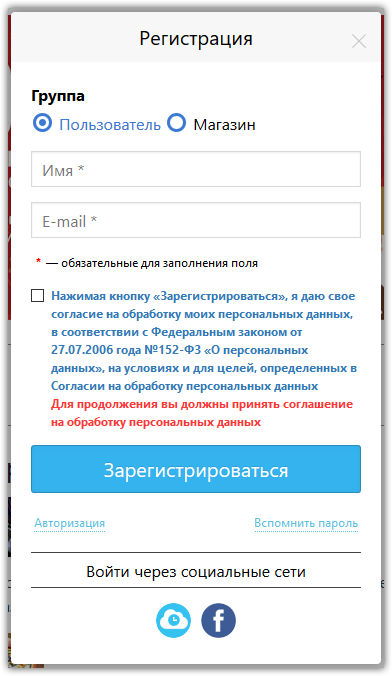 Регистрация
Группа
Пользователь Магазин
Имя *
E-mail *
* — обязательные для заполнения поля
Нажимая кнопку «Зарегистрироваться», я даю свое
согласие на обработку моих персональных данных,
в соответствии с Федеральным законом от
27.07.2006 года №152-ФЗ «О персональных
данных», на условиях и для целей, определенных в
Согласии на обработку персональных данных
Для продолжения вы должны принять соглашение
на обработку персональных данных
Зарегистрироваться
Авторизация Вспомнить пароль
Войти через социальные сети
f